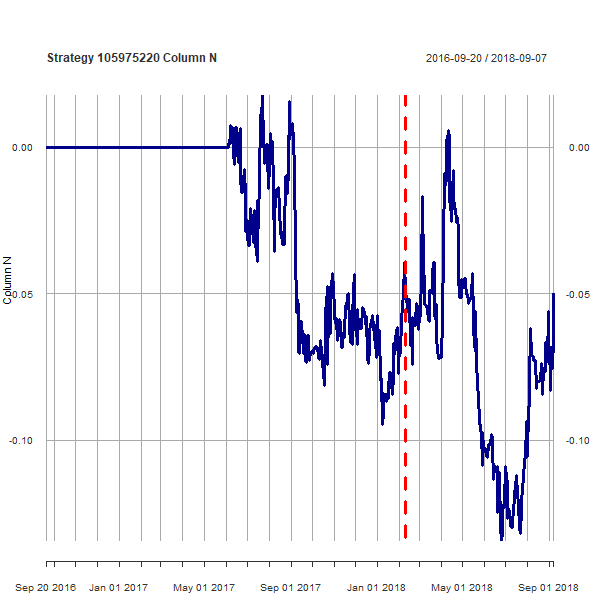 Strategy 105975220 Column N
2016-09-20 / 2018-09-07
0.00
0.00
-0.05
-0.05
-0.10
-0.10
Column N
Sep 20 2016
Jan 01 2017
May 01 2017
Sep 01 2017
Jan 01 2018
May 01 2018
Sep 01 2018